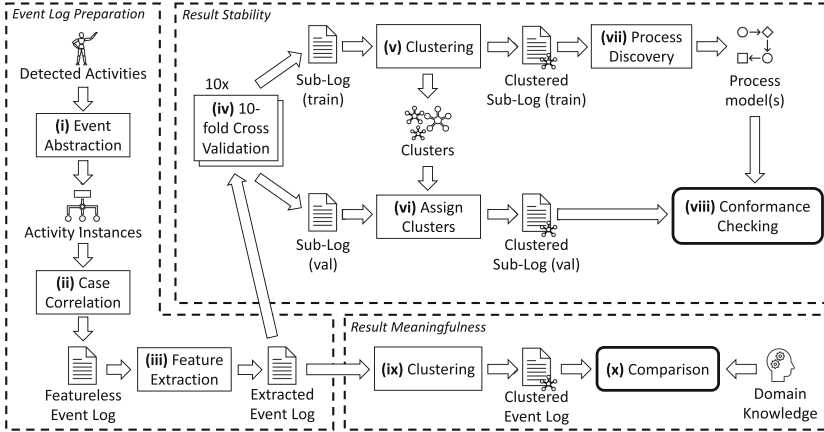 Event Log Preparation
Detected Activities
(i) Event
Abstraction
Activity Instances
(ii) Case
Correlation
Featureless
Event Log
(iii) Feature
Extraction
Extracted
Event Log
Result Stability
10x
(iv) 10-
fold Cross
Validation
Sub-Log
(train)
(v) Clustering
Clustered
Sub-Log (train)
(vii) Process
Discovery
Process
model(s)
Clusters
Sub-Log
(val)
(vi) Assign
Clusters
Clustered
Sub-Log (val)
(viii) Conformance
Checking
Result Meaningfulness
(ix) Clustering
Clustered
Event Log
(x) Comparison
Domain
Knowledge